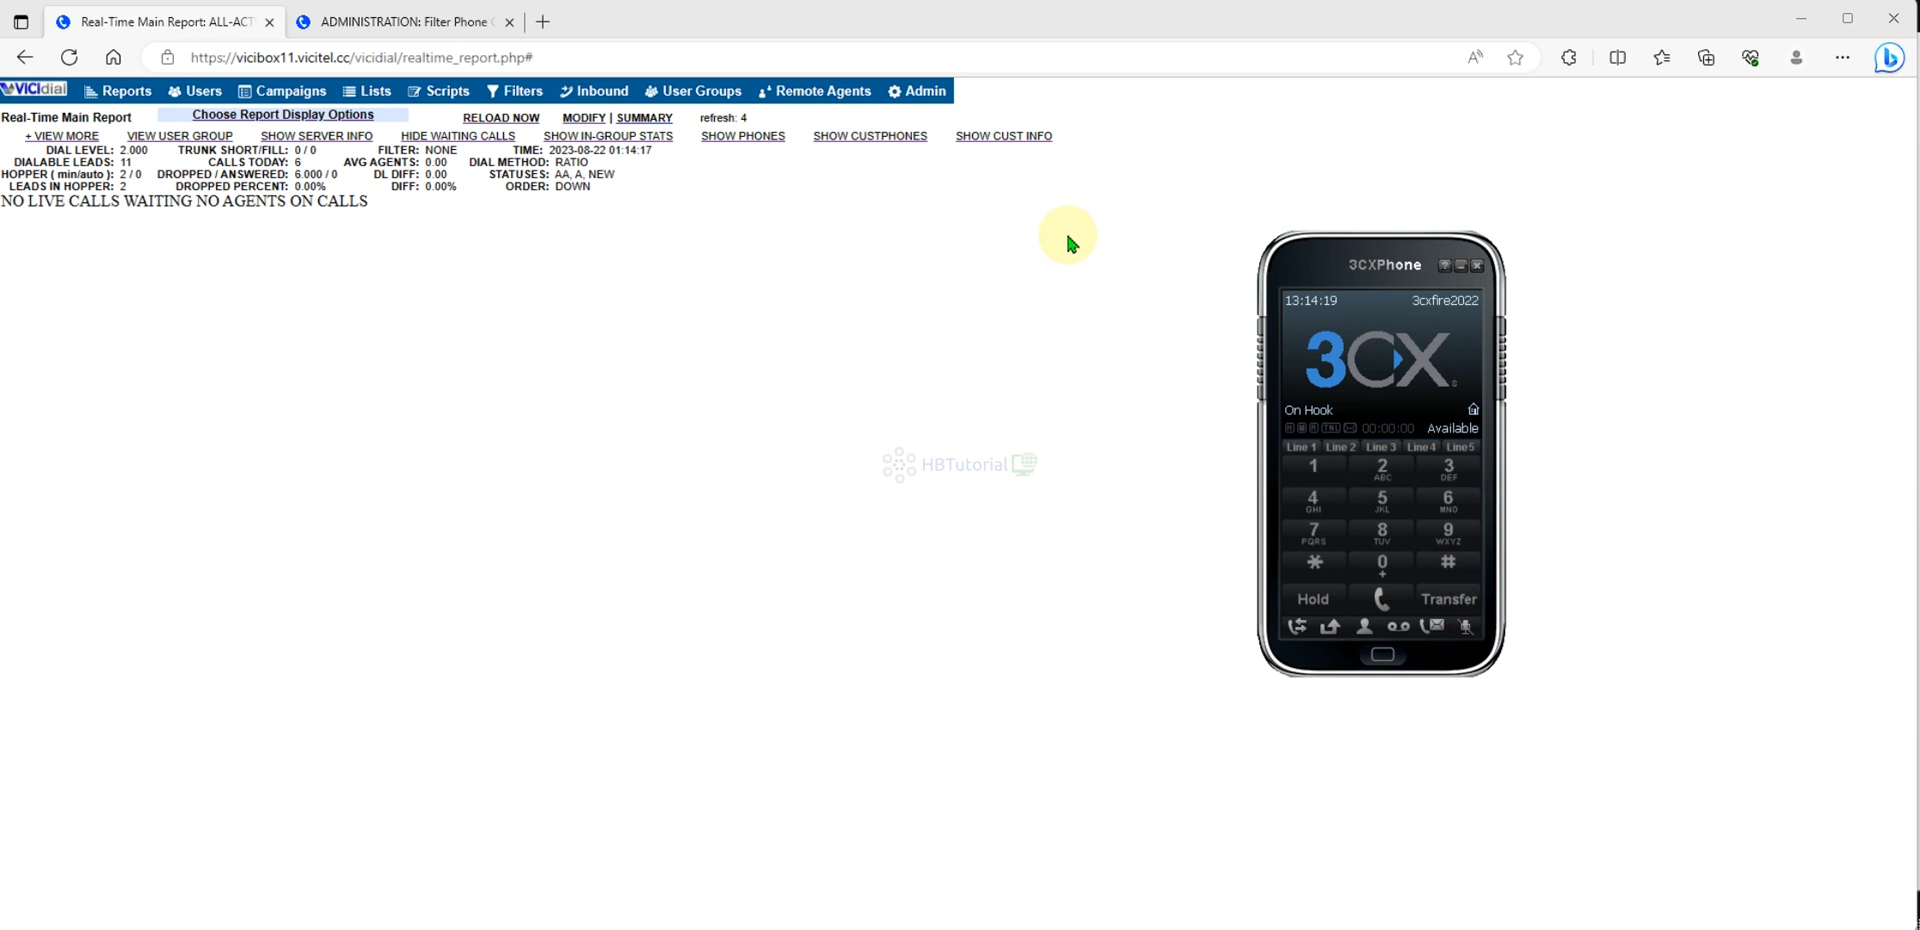 Real-Time Main Report: ALL-ACT
ADMINISTRATION: Filter Phone
https://vicibox11.vicitel.cc/vicidial/realtime_report.php#
VICIdial Reports Users Campaigns Lists Scripts Filters Inbound User Groups Remote Agents Admin
Real-Time Main Report Choose Report Display Options RELOAD NOW MODIFY | SUMMARY refresh: 4
+ VIEW MORE VIEW USER GROUP SHOW SERVER INFO HIDE WAITING CALLS SHOW IN-GROUP STATS SHOW PHONES SHOW CUSTPHONES SHOW CUST INFO
DIAL LEVEL: 2.000 TRUNK SHORT/FILL: 0 / 0 FILTER: NONE TIME: 2023-08-22 01:14:17
DIALABLE LEADS: 11 CALLS TODAY: 6 AVG AGENTS: 0.00 DIAL METHOD: RATIO
HOPPER ( min/auto ): 2 / 0 DROPPED / ANSWERED: 6.000 / 0 DL DIFF: 0.00 STATUSES: AA, A, NEW
LEADS IN HOPPER: 2 DROPPED PERCENT: 0.00% DIFF: 0.00% ORDER: DOWN
NO LIVE CALLS WAITING NO AGENTS ON CALLS
3CXPhone
13:14:19 3cxfire2022
3CX
On Hook
00:00:00 Available
Line 1 Line 2 Line 3 Line 4 Line 5
1 2 3
ABC DEF
4 5 6
GHI JKL MNO
7 8 9
PQRS TUV WXYZ
* 0 #
+
Hold Transfer
HBTutorial